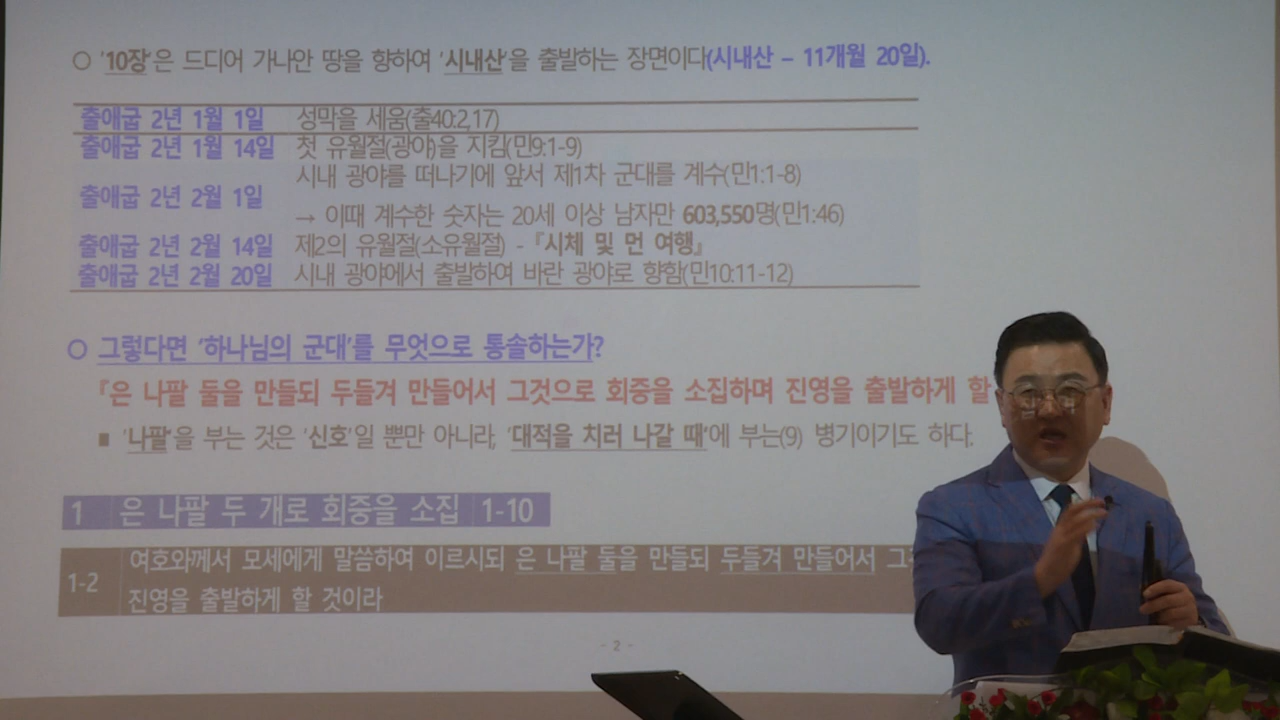 ○ '10장'은 드디어 가나안 땅을 향하여 '시내산'을 출발하는 장면이다(시내산 – 11개월 20일).
출애굽 2년 1월 1일 성막을 세움(출40:2,17)
출애굽 2년 1월 14일 첫 유월절(광야)을 지킴(민9:1-9)
시내 광야를 떠나기에 앞서 제1차 군대를 계수(민1:1-8)
출애굽 2년 2월 1일
→ 이때 계수한 숫자는 20세 이상 남자만 603,550명(민1:46)
출애굽 2년 2월 14일 제2의 유월절(소유월절) - 『시체 및 먼 여행』
출애굽 2년 2월 20일 시내 광야에서 출발하여 바란 광야로 향함(민10:11-12)
○ 그렇다면 '하나님의 군대'를 무엇으로 통솔하는가?
『은 나팔 둘을 만들되 두들겨 만들어서 그것으로 회중을 소집하며 진영을 출발하게 할
▪ '나팔'을 부는 것은 '신호'일 뿐만 아니라, '대적을 치러 나갈 때'에 부는(9) 병기이기도 하다.
1 은 나팔 두 개로 회중을 소집 1-10
여호와께서 모세에게 말씀하여 이르시되 은 나팔 둘을 만들되 두들겨 만들어서
1-2
진영을 출발하게 할 것이라
- 2 -